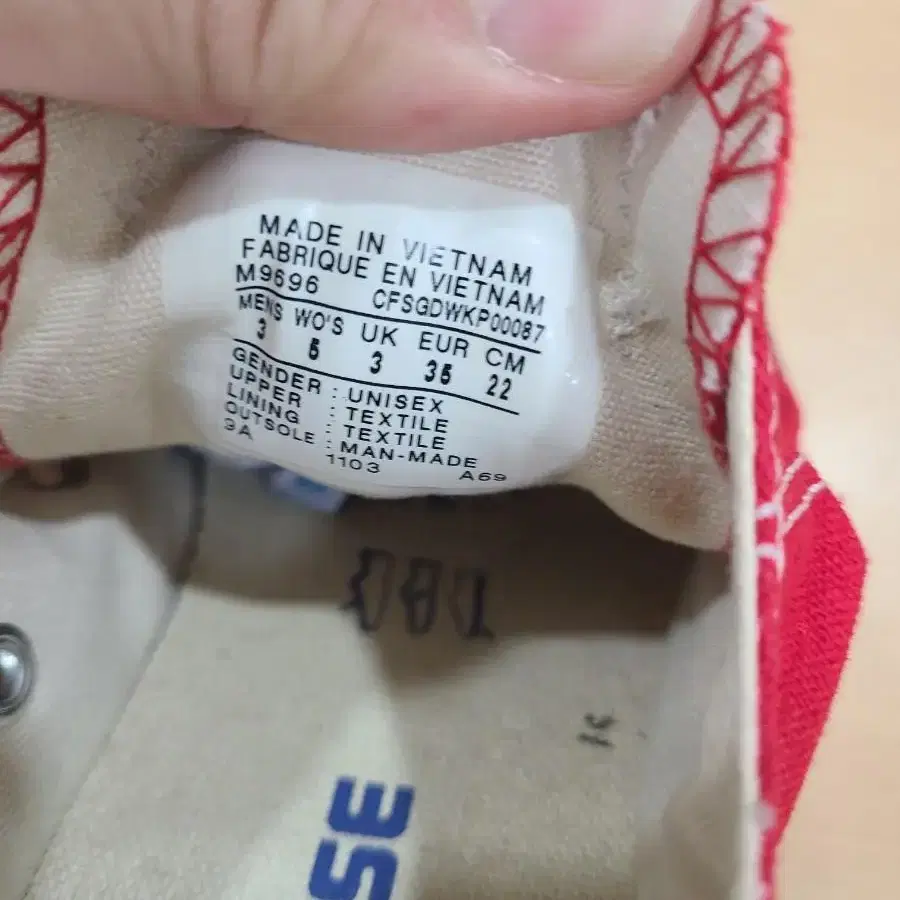 MADE IN VIETNAM
FABRIQUE EN VIETNAM
M9696 CFSGDWKP00087
MENS WO'S UK EUR CM
3 5 3 35 22
GENDER : UNISEX
UPPER : TEXTILE
LINING : TEXTILE
OUTSOLE : MAN-MADE
9A 1103 A69
SE